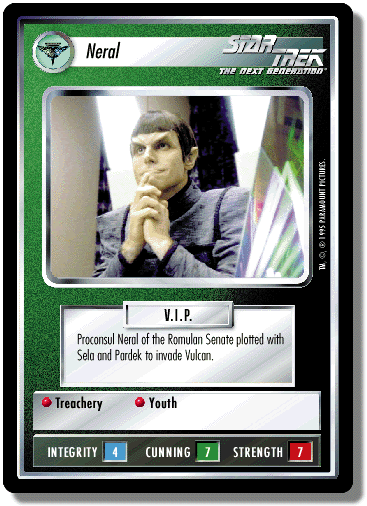 Neral
STAR TREK
THE NEXT GENERATION
TM, ©, ® 1995 PARAMOUNT PICTURES.
V.I.P.
Proconsul Neral of the Romulan Senate plotted with
Sela and Pardek to invade Vulcan.
Treachery Youth
INTEGRITY 4 CUNNING 7 STRENGTH 7